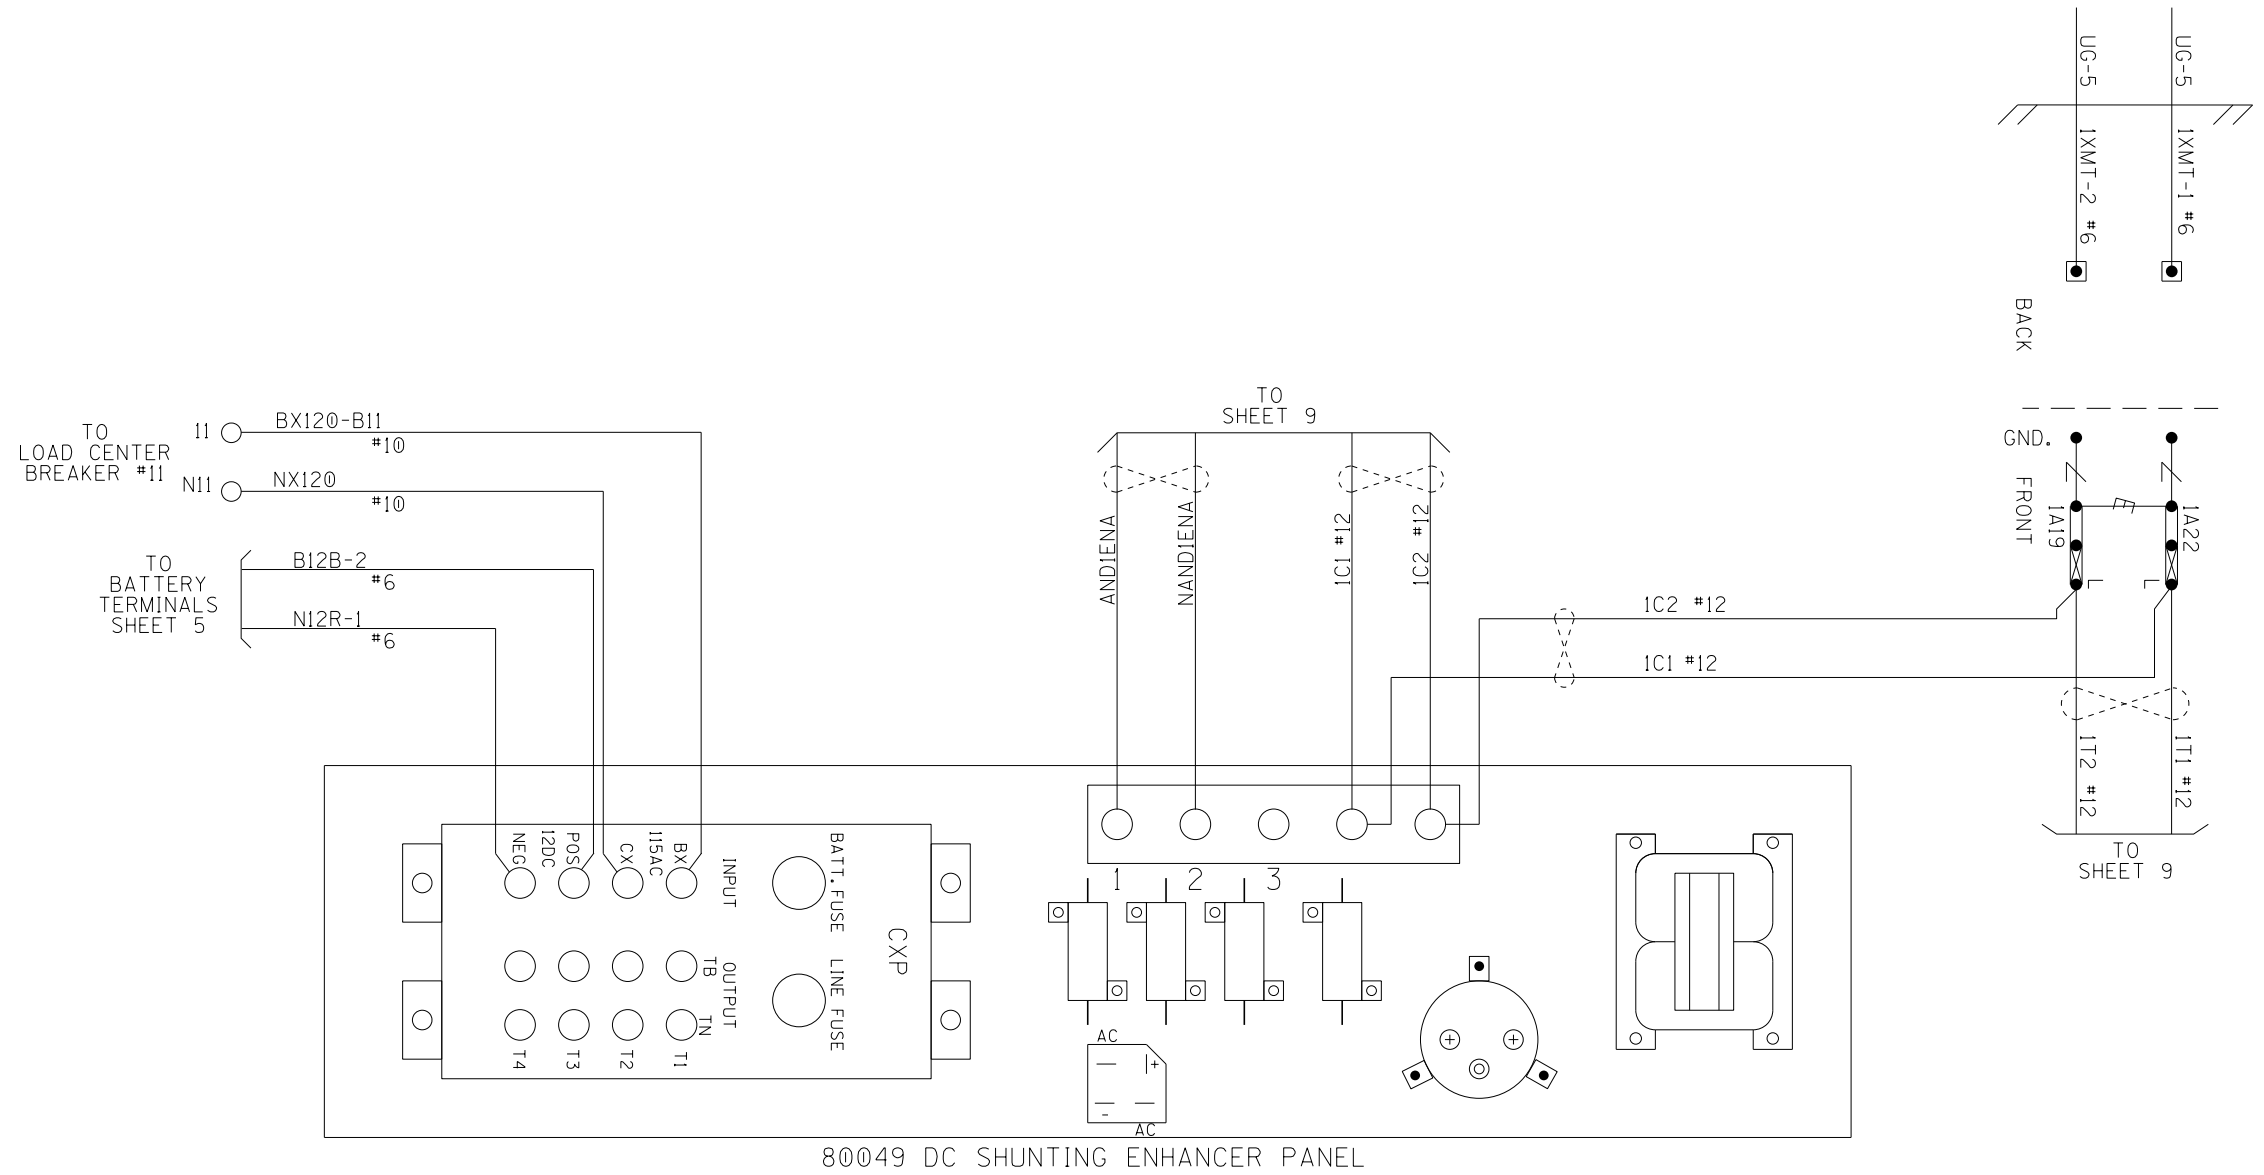 UG-5
UG-5
1XMT-2 #6
1XMT-1 #6
BACK
TO
SHEET 9
TO
LOAD CENTER
BREAKER #11
11
BX120-B11
#10
N11
NX120
#10
TO
BATTERY
TERMINALS
SHEET 5
B12B-2
#6
N12R-1
#6
ANDIENA
NANDIENA
1C1 #12
1C2 #12
GND.
FRONT
1A19
1A22
E
1C2 #12
1C1 #12
1T2 #12
1T1 #12
TO
SHEET 9
NEG
12DC
POS
CX
115AC
BX
INPUT
BATT.FUSE
CXP
TB
OUTPUT
TN
LINE FUSE
T4
T3
T2
T1
1
2
3
AC
+
-
AC
80049 DC SHUNTING ENHANCER PANEL